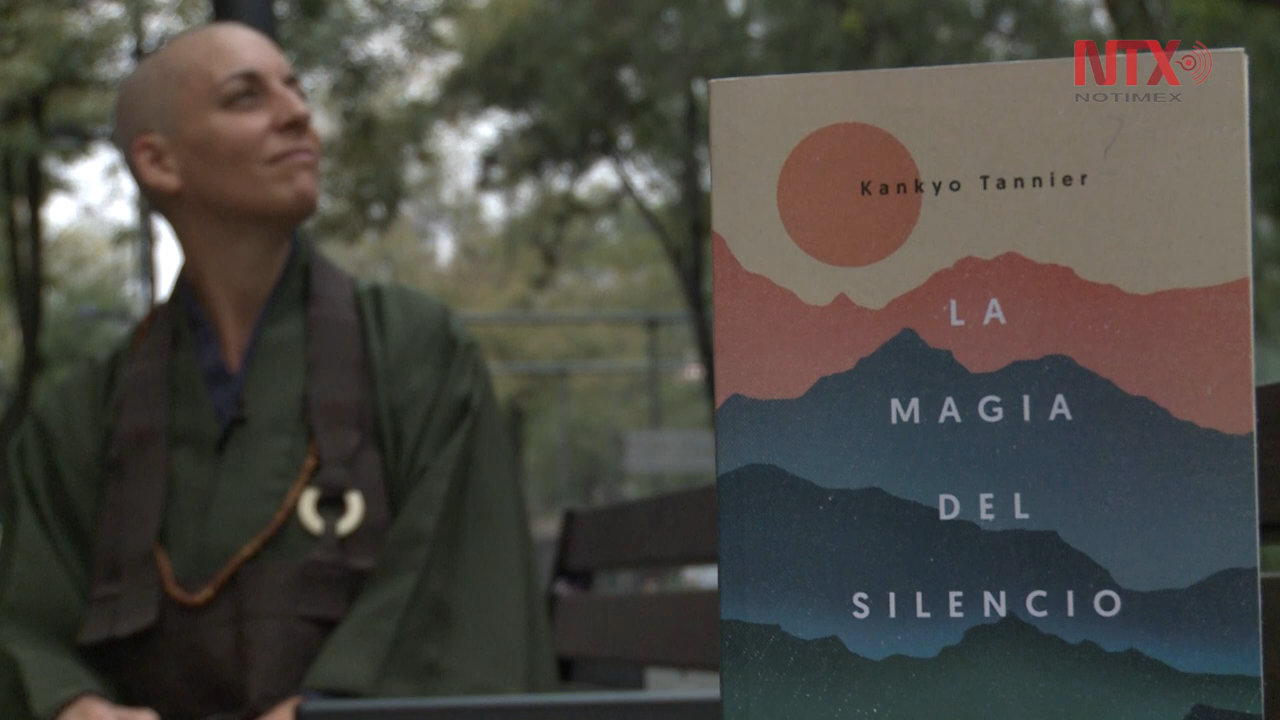 NTX
NOTIMEX
Kankyo Tannier
LA
MAGIA
DEL
SILENCIO